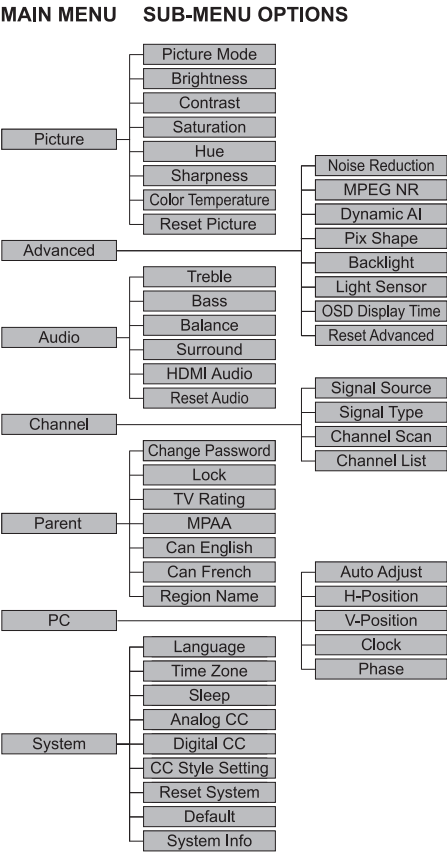 MAIN MENU SUB-MENU OPTIONS
Picture
Picture Mode
Brightness
Contrast
Saturation
Hue
Sharpness
Color Temperature
Reset Picture
Advanced
Noise Reduction
MPEG NR
Dynamic AI
Pix Shape
Backlight
Light Sensor
OSD Display Time
Reset Advanced
Audio
Treble
Bass
Balance
Surround
HDMI Audio
Reset Audio
Channel
Signal Source
Signal Type
Channel Scan
Channel List
Parent
Change Password
Lock
TV Rating
MPAA
Can English
Can French
Region Name
PC
Auto Adjust
H-Position
V-Position
Clock
Phase
System
Language
Time Zone
Sleep
Analog CC
Digital CC
CC Style Setting
Reset System
Default
System Info